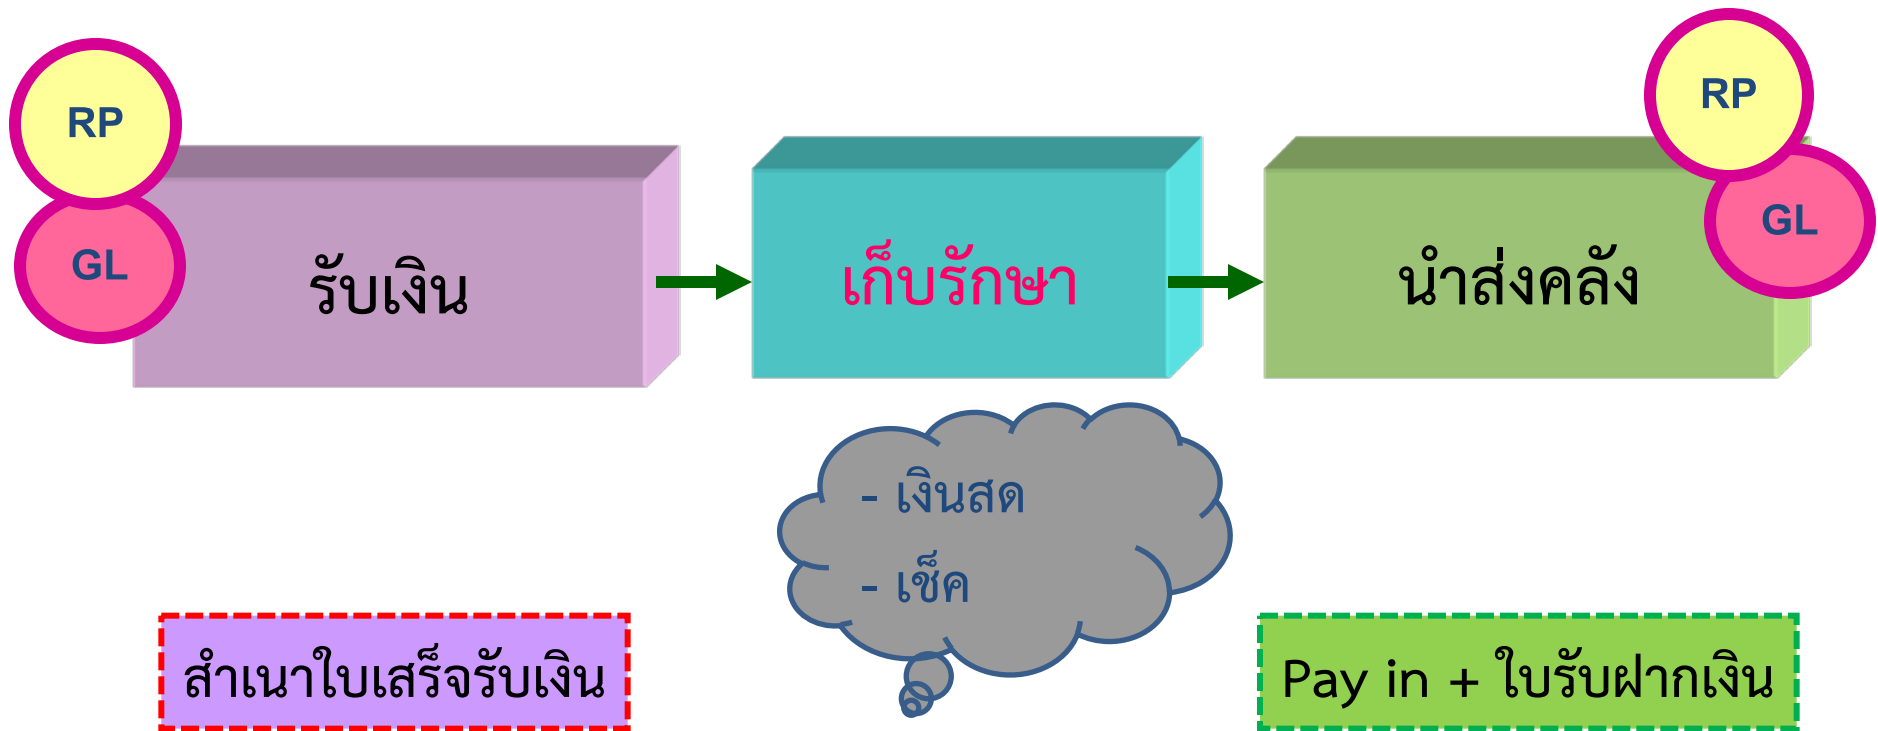 RP
GL
รับเงิน
เก็บรักษา
นำส่งคลัง
RP
GL
- เงินสด
- เช็ค
สำเนาใบเสร็จรับเงิน
Pay in + ใบรับฝากเงิน